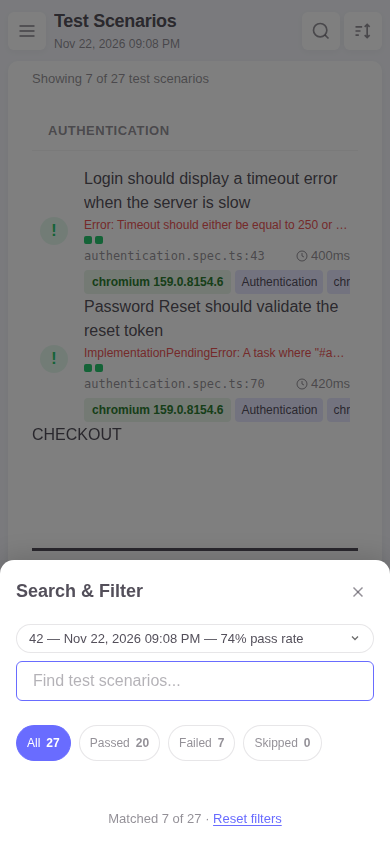 Test Scenarios
Nov 22, 2026, 09:08 PM
Showing 7 of 27 test scenarios
AUTHENTICATION
Login should display a timeout error
when the server is slow
Error: Timeout should either be equal to 250 or …
authentication.spec.ts:43
400ms
chromium 159.0.8154.6
Authentication
chr
Password Reset should validate the
reset token
ImplementationPendingError: A task where "#a…
authentication.spec.ts:70
420ms
chromium 159.0.8154.6
Authentication
chr
CHECKOUT
Search & Filter
42 — Nov 22, 2026, 09:08 PM — 74% pass rate
Find test scenarios...
All 27
Passed 20
Failed 7
Skipped 0
Matched 7 of 27 · Reset filters